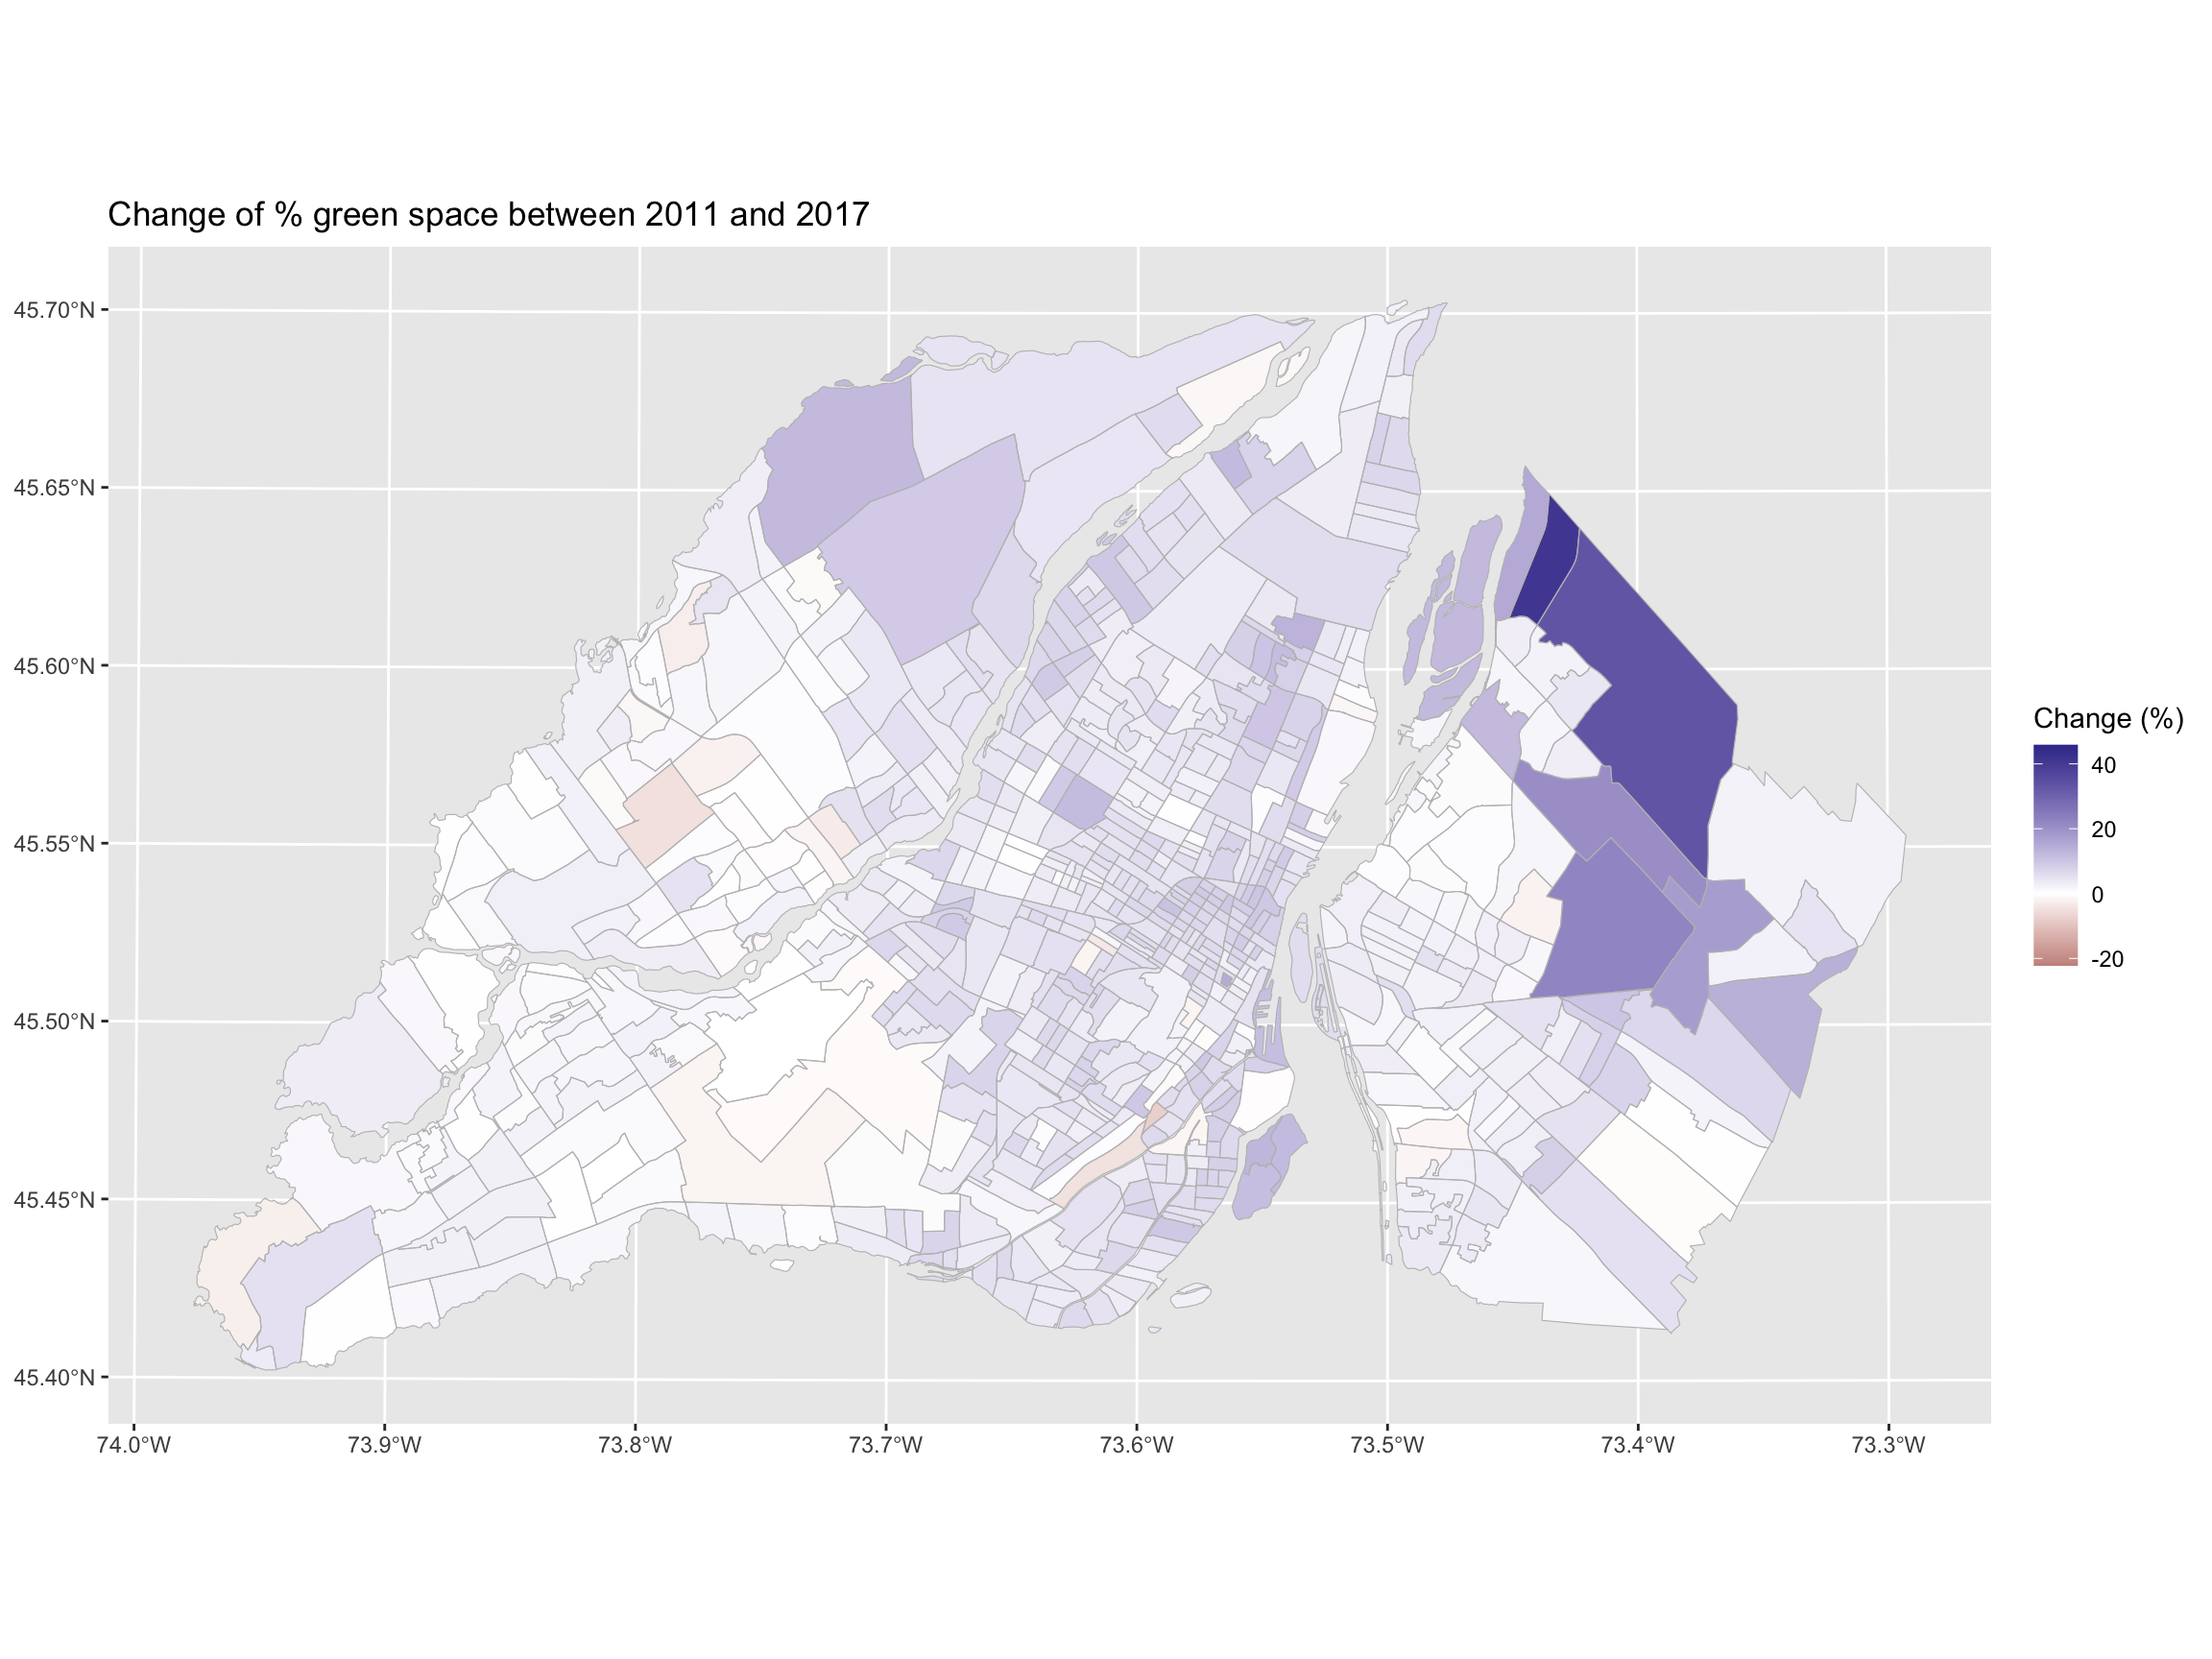 Change of % green space between 2011 and 2017
45.70°N
45.65°N
45.60°N
45.55°N
45.50°N
45.45°N
45.40°N
74.0°W 73.9°W 73.8°W 73.7°W 73.6°W 73.5°W 73.4°W 73.3°W
Change (%)
40
20
0
-20